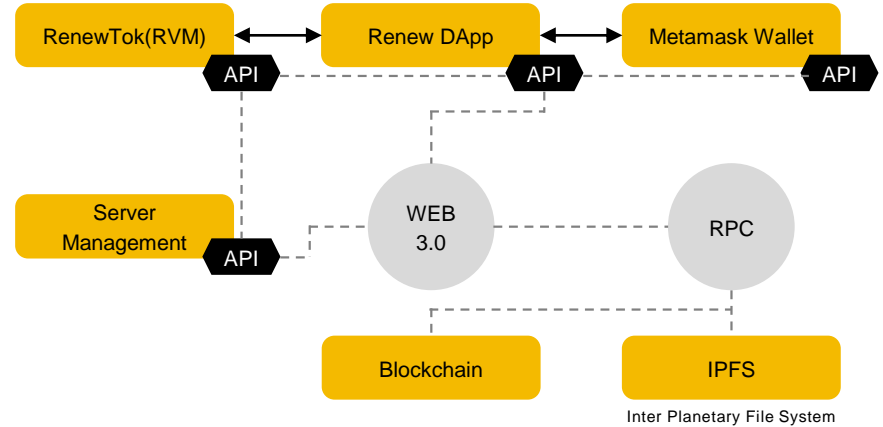 RenewTok(RVM)
Renew DApp
Metamask Wallet
API
API
API
Server
Management
API
WEB
3.0
RPC
Blockchain
IPFS
Inter Planetary File System